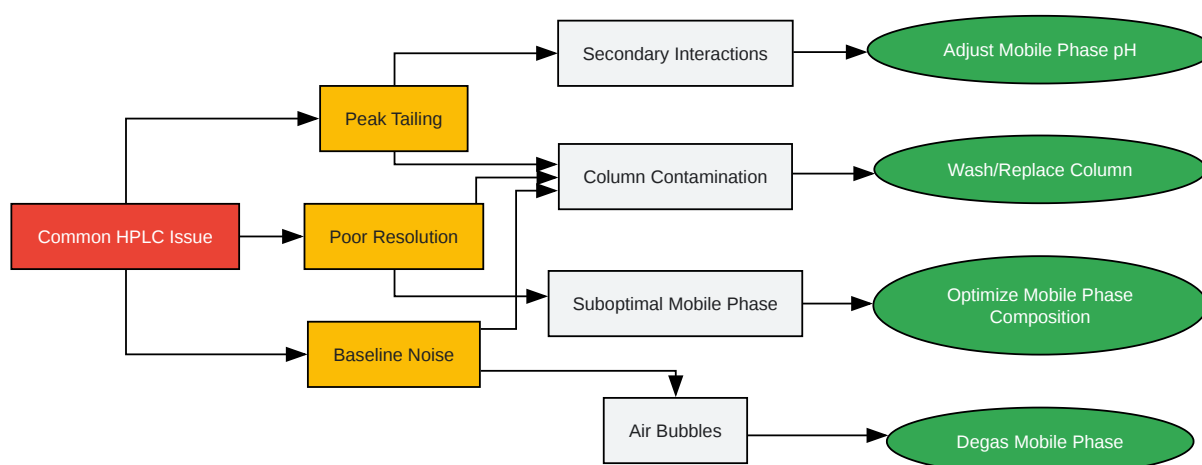 Secondary Interactions
Adjust Mobile Phase pH
Peak Tailing
Column Contamination
Wash/Replace Column
Common HPLC Issue
Poor Resolution
Suboptimal Mobile Phase
Optimize Mobile Phase
Composition
Baseline Noise
Air Bubbles
Degas Mobile Phase